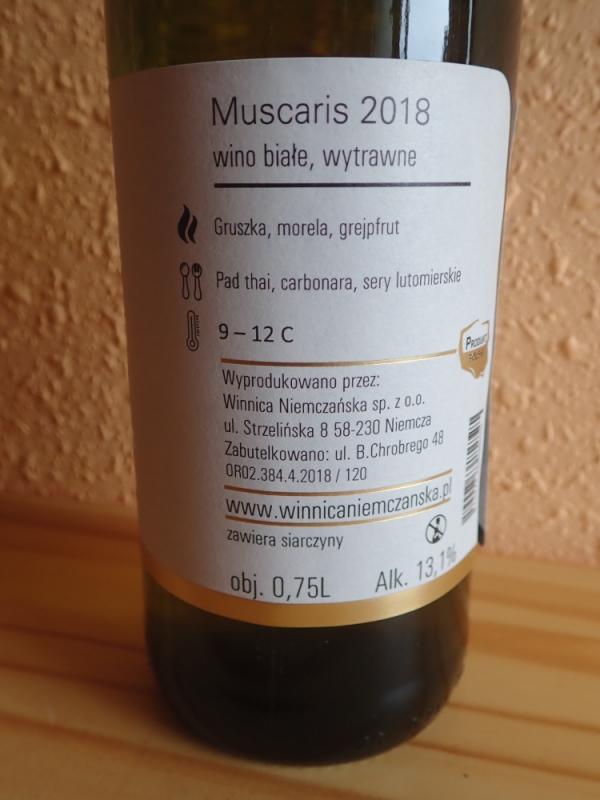 Muscaris 2018
wino białe, wytrawne
Gruszka, morela, grejpfrut
Pad thai, carbonara, sery lutomierskie
9 – 12 C
Produkt
Wyprodukowano przez:
Winnica Niemczańska sp. z o.o.
ul. Strzelińska 8 58-230 Niemcza
Zabutelkowano: ul. B.Chrobrego 48
0R02.384.4.2018 / 120
www.winnicaniemczanska.pl
zawiera siarczyny
obj. 0,75L Alk. 13,1%